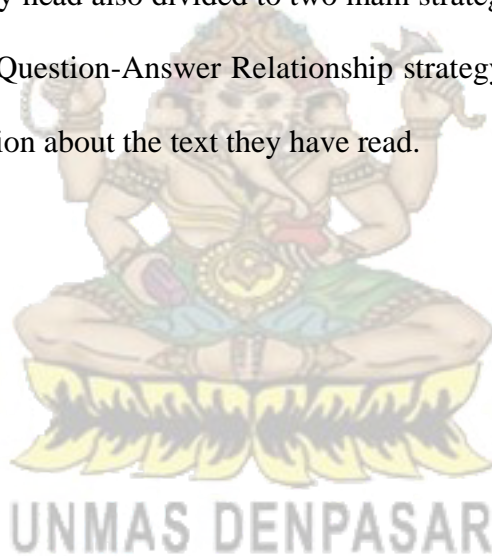 y head also divided to two main strateg
Question-Answer Relationship strategy
ion about the text they have read.
UNMAS DENPASAR